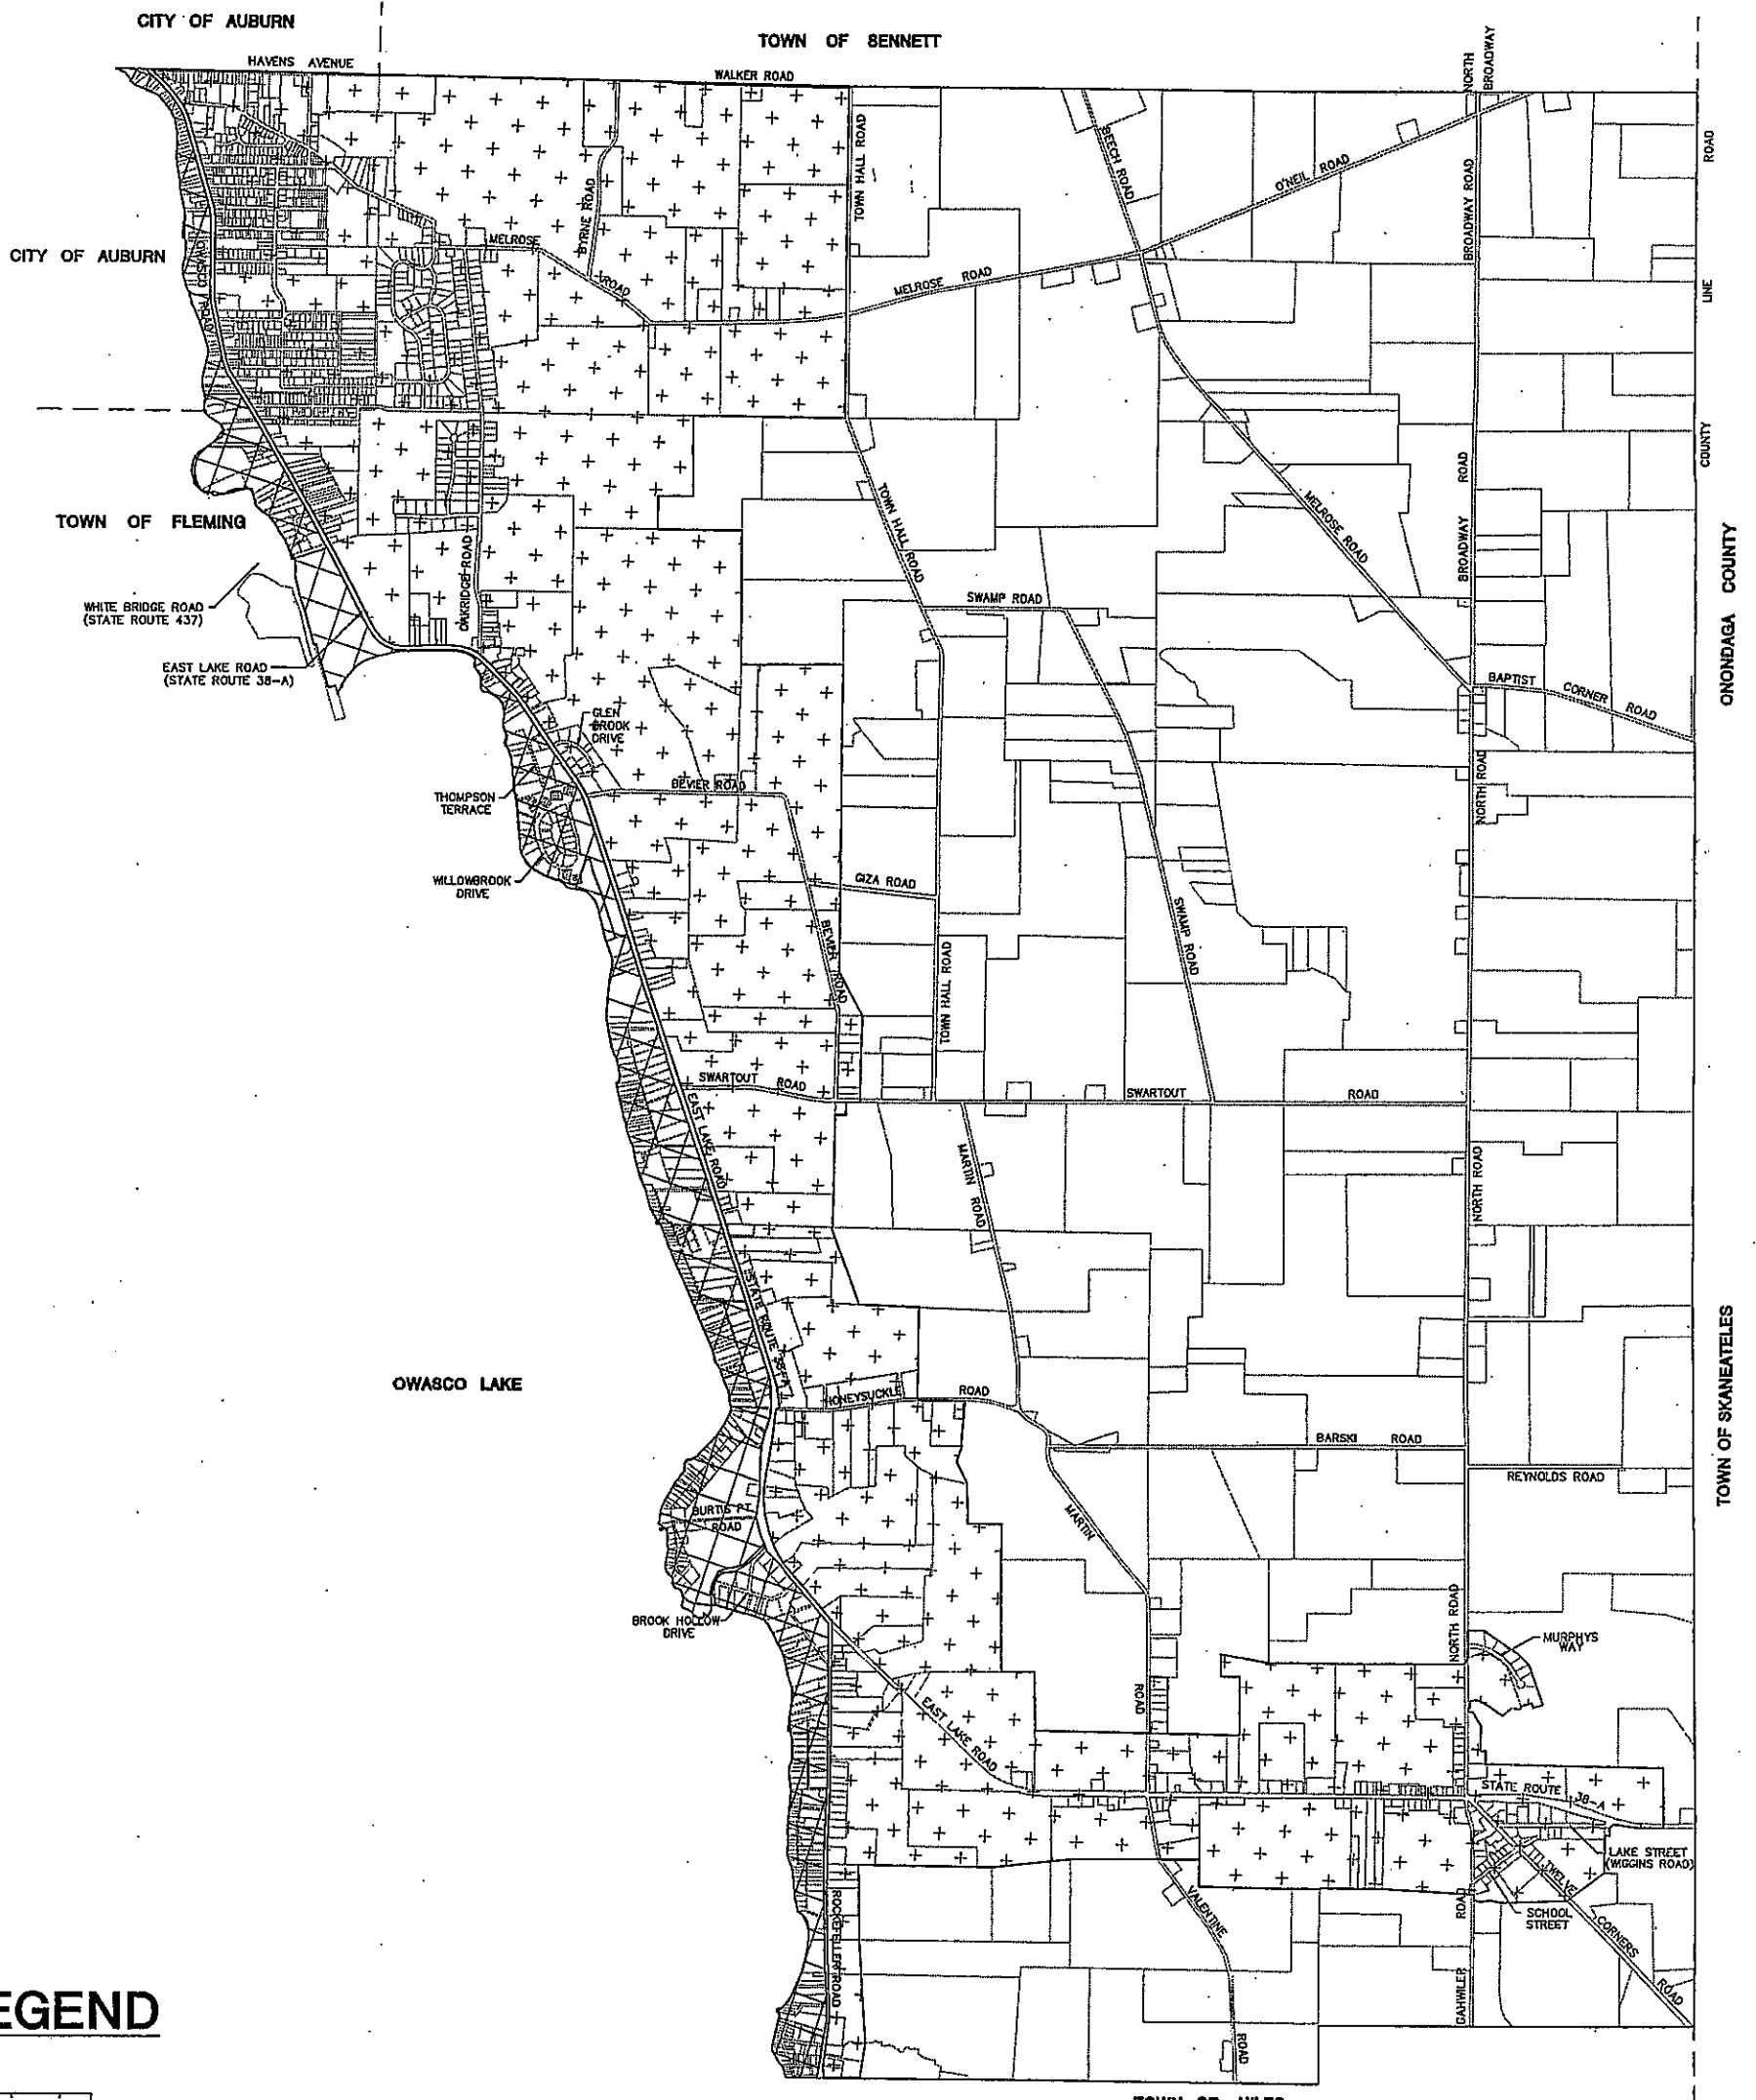 CITY OF AUBURN
TOWN OF SENNETT
HAVENS AVENUE
WALKER ROAD
NORTH
BROADWAY
ROAD
TOWN HALL ROAD
BEECH ROAD
O'NEIL ROAD
BROADWAY ROAD
BYRNE ROAD
CITY OF AUBURN
OWASCO ROAD
MELROSE
ROAD
MELROSE ROAD
LINE
COUNTY
TOWN OF FLEMING
TOWN HALL ROAD
MELROSE ROAD
BROADWAY ROAD
ONONDAGA COUNTY
OAKRIDGE ROAD
WHITE BRIDGE ROAD
(STATE ROUTE 437)
SWAMP ROAD
EAST LAKE ROAD
(STATE ROUTE 38-A)
BAPTIST CORNER ROAD
GLEN
BROOK
DRIVE
THOMPSON
TERRACE
BEVIER ROAD
NORTH ROAD
WILLOWBROOK
DRIVE
GIZA ROAD
BEVIER ROAD
TOWN HALL ROAD
SWAMP ROAD
SWARTOUT ROAD
SWARTOUT ROAD
EAST LAKE ROAD
MARTIN ROAD
NORTH ROAD
STATE ROUTE 38-A
OWASCO LAKE
HONEYSUCKLE ROAD
BARSKI ROAD
REYNOLDS ROAD
TOWN OF SKANEATELES
BURTIS PT.
ROAD
MARTIN
ROAD
BROOK HOLLOW
DRIVE
NORTH ROAD
MURPHYS
WAY
EAST LAKE ROAD
STATE ROUTE 38-A
LAKE STREET
(WIGGINS ROAD)
ROCKEFELLER ROAD
VALENTINE
ROAD
SCHOOL
STREET
TWELVE CORNERS ROAD
GAHWILER ROAD
EGEND